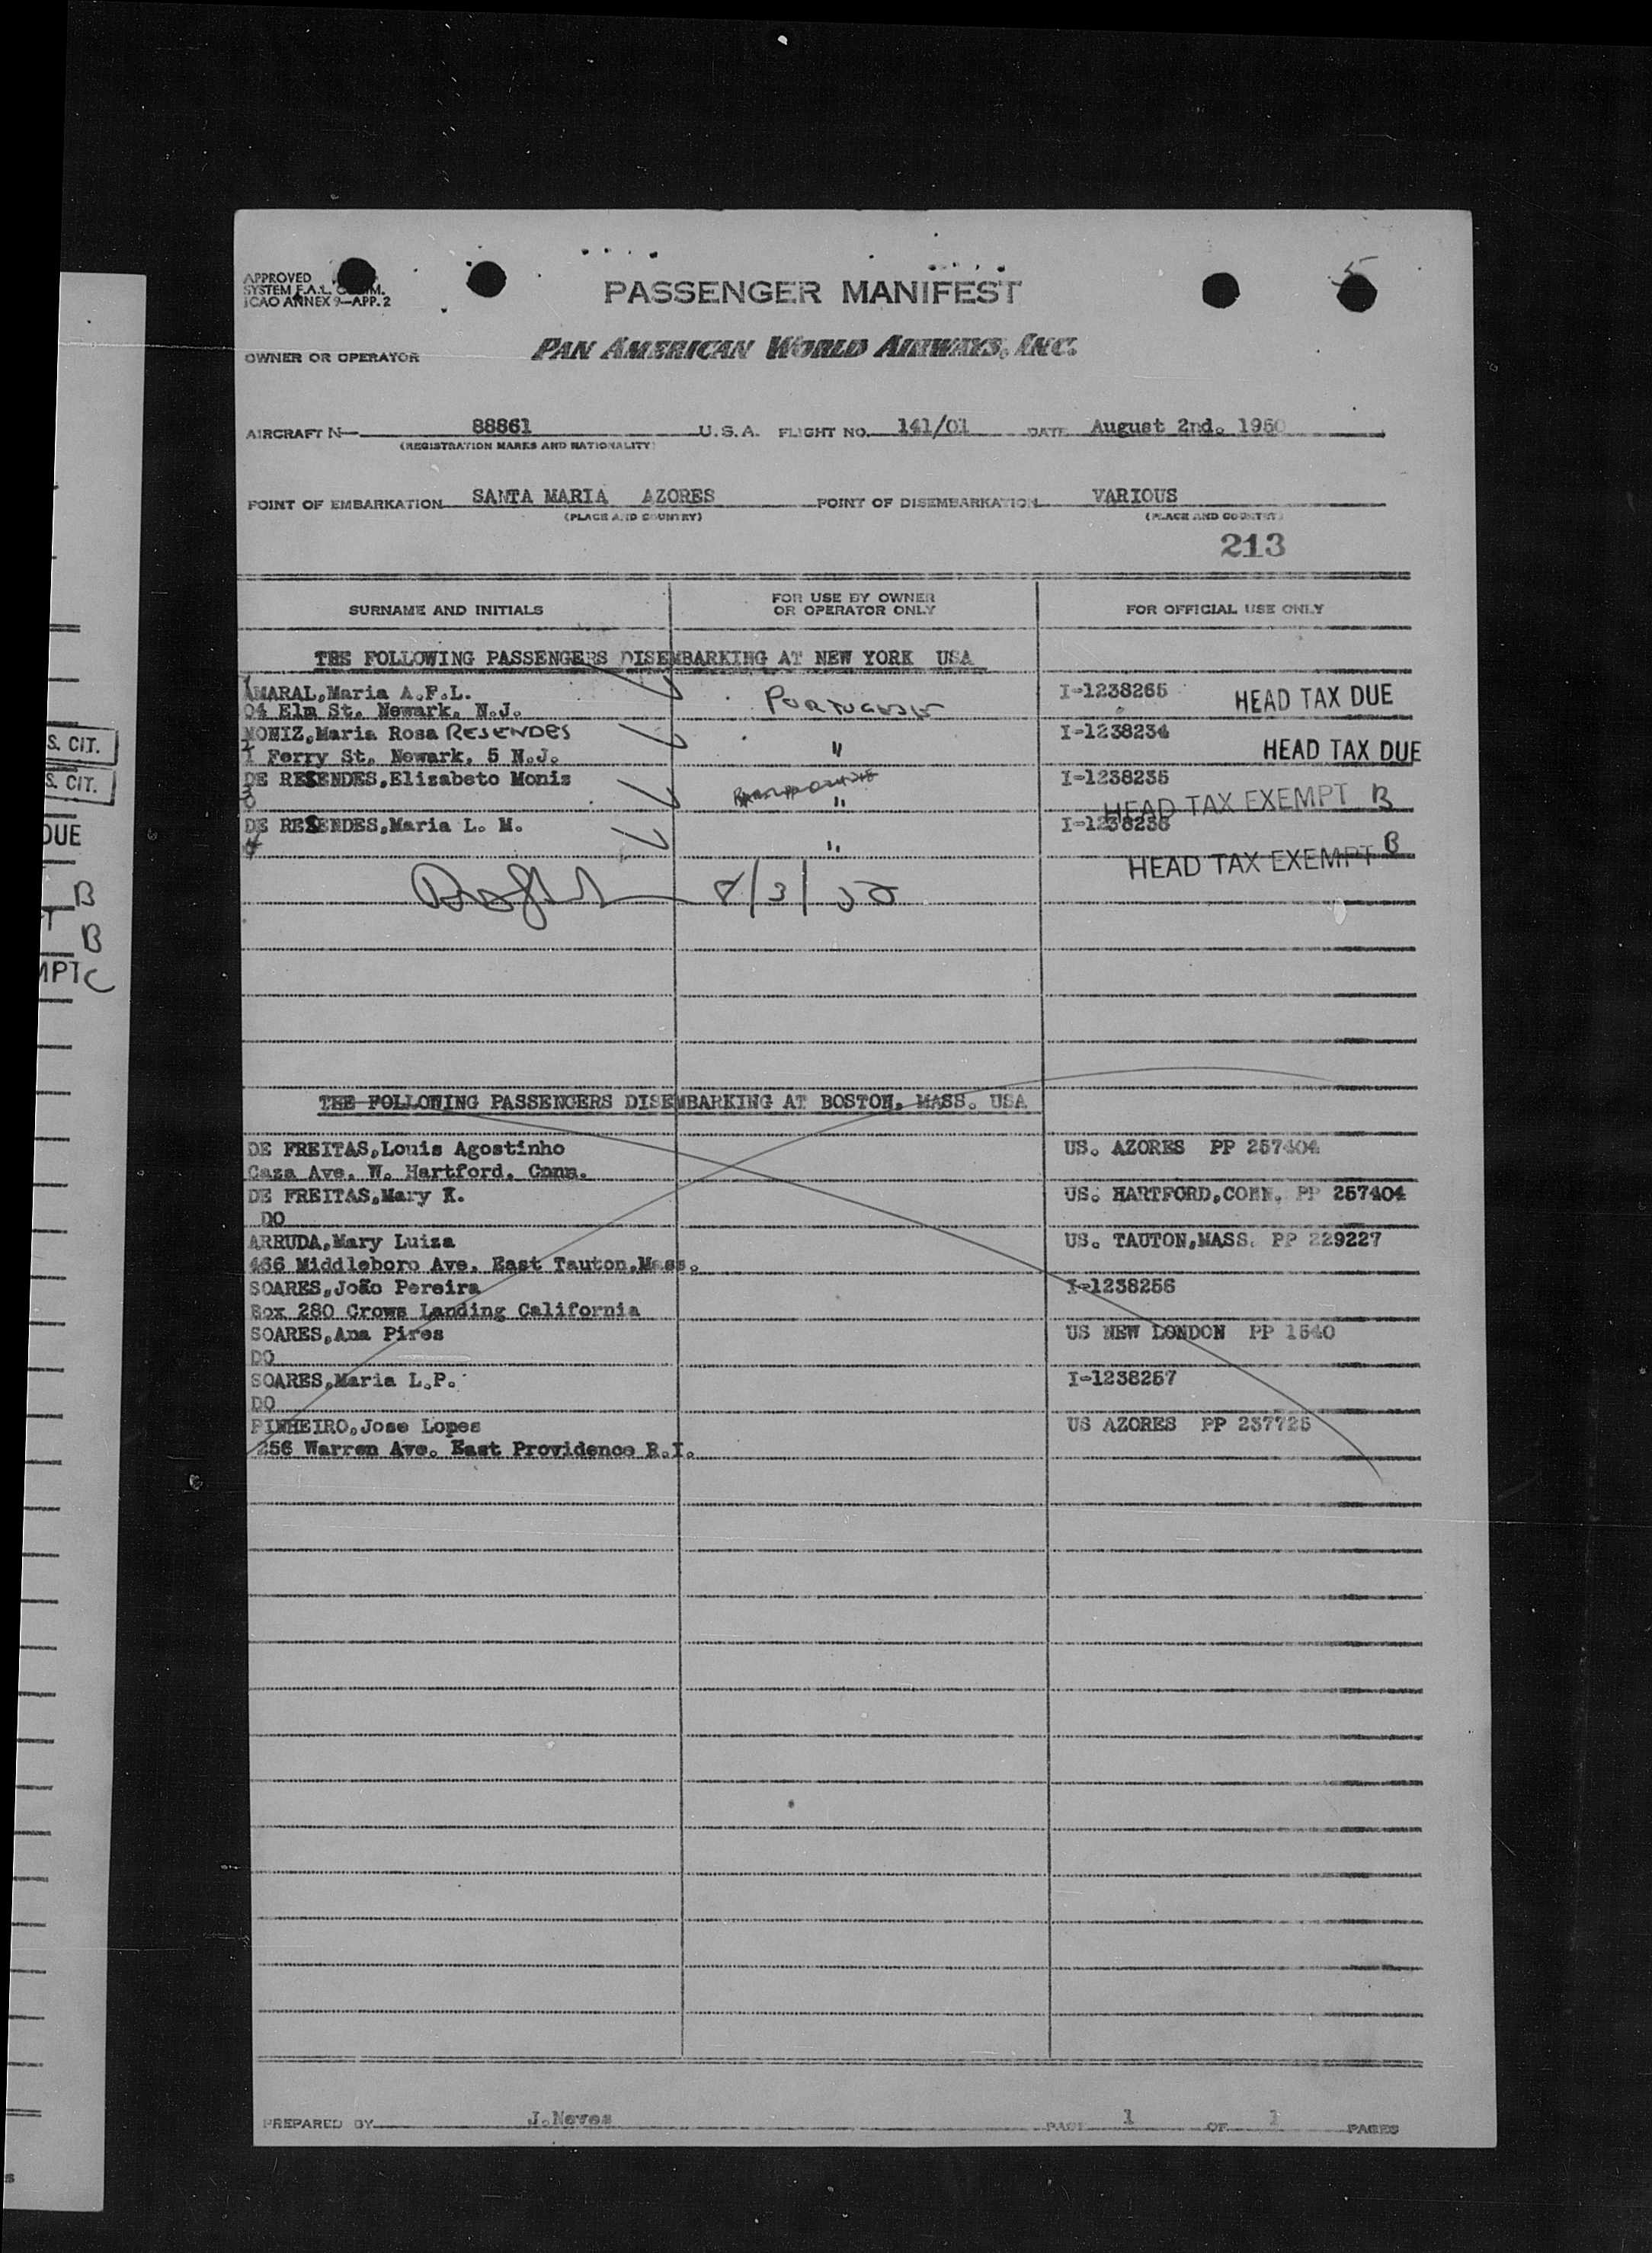 5
APPROVED
SYSTEM F.A.L. COMM.
ICAO ANNEX 9—APP. 2
PASSENGER MANIFEST
OWNER OR OPERATOR PAN AMERICAN WORLD AIRWAYS, INC.
AIRCRAFT N— 88861 U.S.A. FLIGHT NO. 141/01 DATE August 2nd. 1950
(REGISTRATION MARKS AND NATIONALITY)
POINT OF EMBARKATION SANTA MARIA AZORES POINT OF DISEMBARKATION VARIOUS
(PLACE AND COUNTRY) (PLACE AND COUNTRY)
213
SURNAME AND INITIALS FOR USE BY OWNER OR OPERATOR ONLY FOR OFFICIAL USE ONLY
THE FOLLOWING PASSENGERS DISEMBARKING AT NEW YORK USA
AMARAL,Maria A.F.L. PORTUGUESE I-1238265 HEAD TAX DUE
04 Elm St. Newark. N.J.
MONIZ,Maria Rosa RESENDES I-1238234
2 Ferry St. Newark. 5 N.J. " HEAD TAX DUE
DE RESENDES,Elizabeto Moniz I-1238235
3 " HEAD TAX EXEMPT B
DE RESENDES,Maria L. M. I-1238236
4 " HEAD TAX EXEMPT B
8/3/50
THE FOLLOWING PASSENGERS DISEMBARKING AT BOSTON, MASS. USA
DE FREITAS,Louis Agostinho US. AZORES PP 257404
Caza Ave. W. Hartford. Conn.
DE FREITAS,Mary K. US. HARTFORD,CONN. PP 257404
DO
ARRUDA,Mary Luiza US. TAUTON,MASS. PP 229227
466 Middleboro Ave. East Tauton.Mass.
SOARES,João Pereira I-1238256
Box 280 Crows Landing California
SOARES,Ana Pires US NEW LONDON PP 1540
DO
SOARES,Maria L.P. I-1238257
DO
PINHEIRO,Jose Lopes US AZORES PP 237725
256 Warren Ave. East Providence R.I.
PREPARED BY J.Neves PAGE 1 OF 1 PAGES
S. CIT.
S. CIT.
DUE
B
T B
MPT C